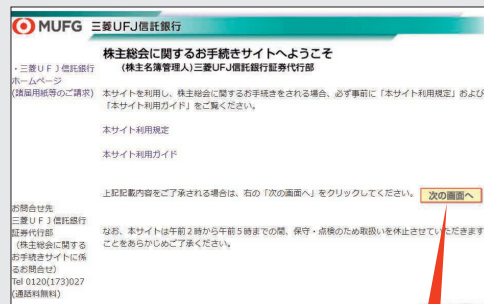 MUFG 三菱UFJ信託銀行
株主総会に関するお手続きサイトへようこそ
(株主名簿管理人)三菱UFJ信託銀行証券代行部
・三菱UFJ信託銀行
ホームページ
(諸届用紙等のご請求)
本サイトを利用し、株主総会に関するお手続きをされる場合、必ず事前に「本サイト利用規定」および
「本サイト利用ガイド」をご覧ください。
本サイト利用規定
本サイト利用ガイド
上記記載内容をご了承される場合は、右の「次の画面へ」をクリックしてください。 次の画面へ
なお、本サイトは午前2時から午前5時までの間、保守・点検のため取扱いを休止させていただきます
ことをあらかじめご了承ください。
お問合せ先
三菱UFJ信託銀行
証券代行部
(株主総会に関する
お手続きサイトに係
るお問合せ)
Tel 0120(173)027
(通話料無料)